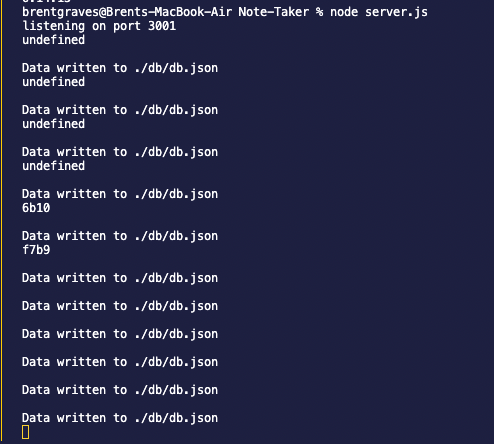 brentgraves@Brents-MacBook-Air Note-Taker % node server.js
listening on port 3001
undefined
Data written to ./db/db.json
undefined
Data written to ./db/db.json
undefined
Data written to ./db/db.json
undefined
Data written to ./db/db.json
6b10
Data written to ./db/db.json
f7b9
Data written to ./db/db.json
Data written to ./db/db.json
Data written to ./db/db.json
Data written to ./db/db.json
Data written to ./db/db.json
Data written to ./db/db.json